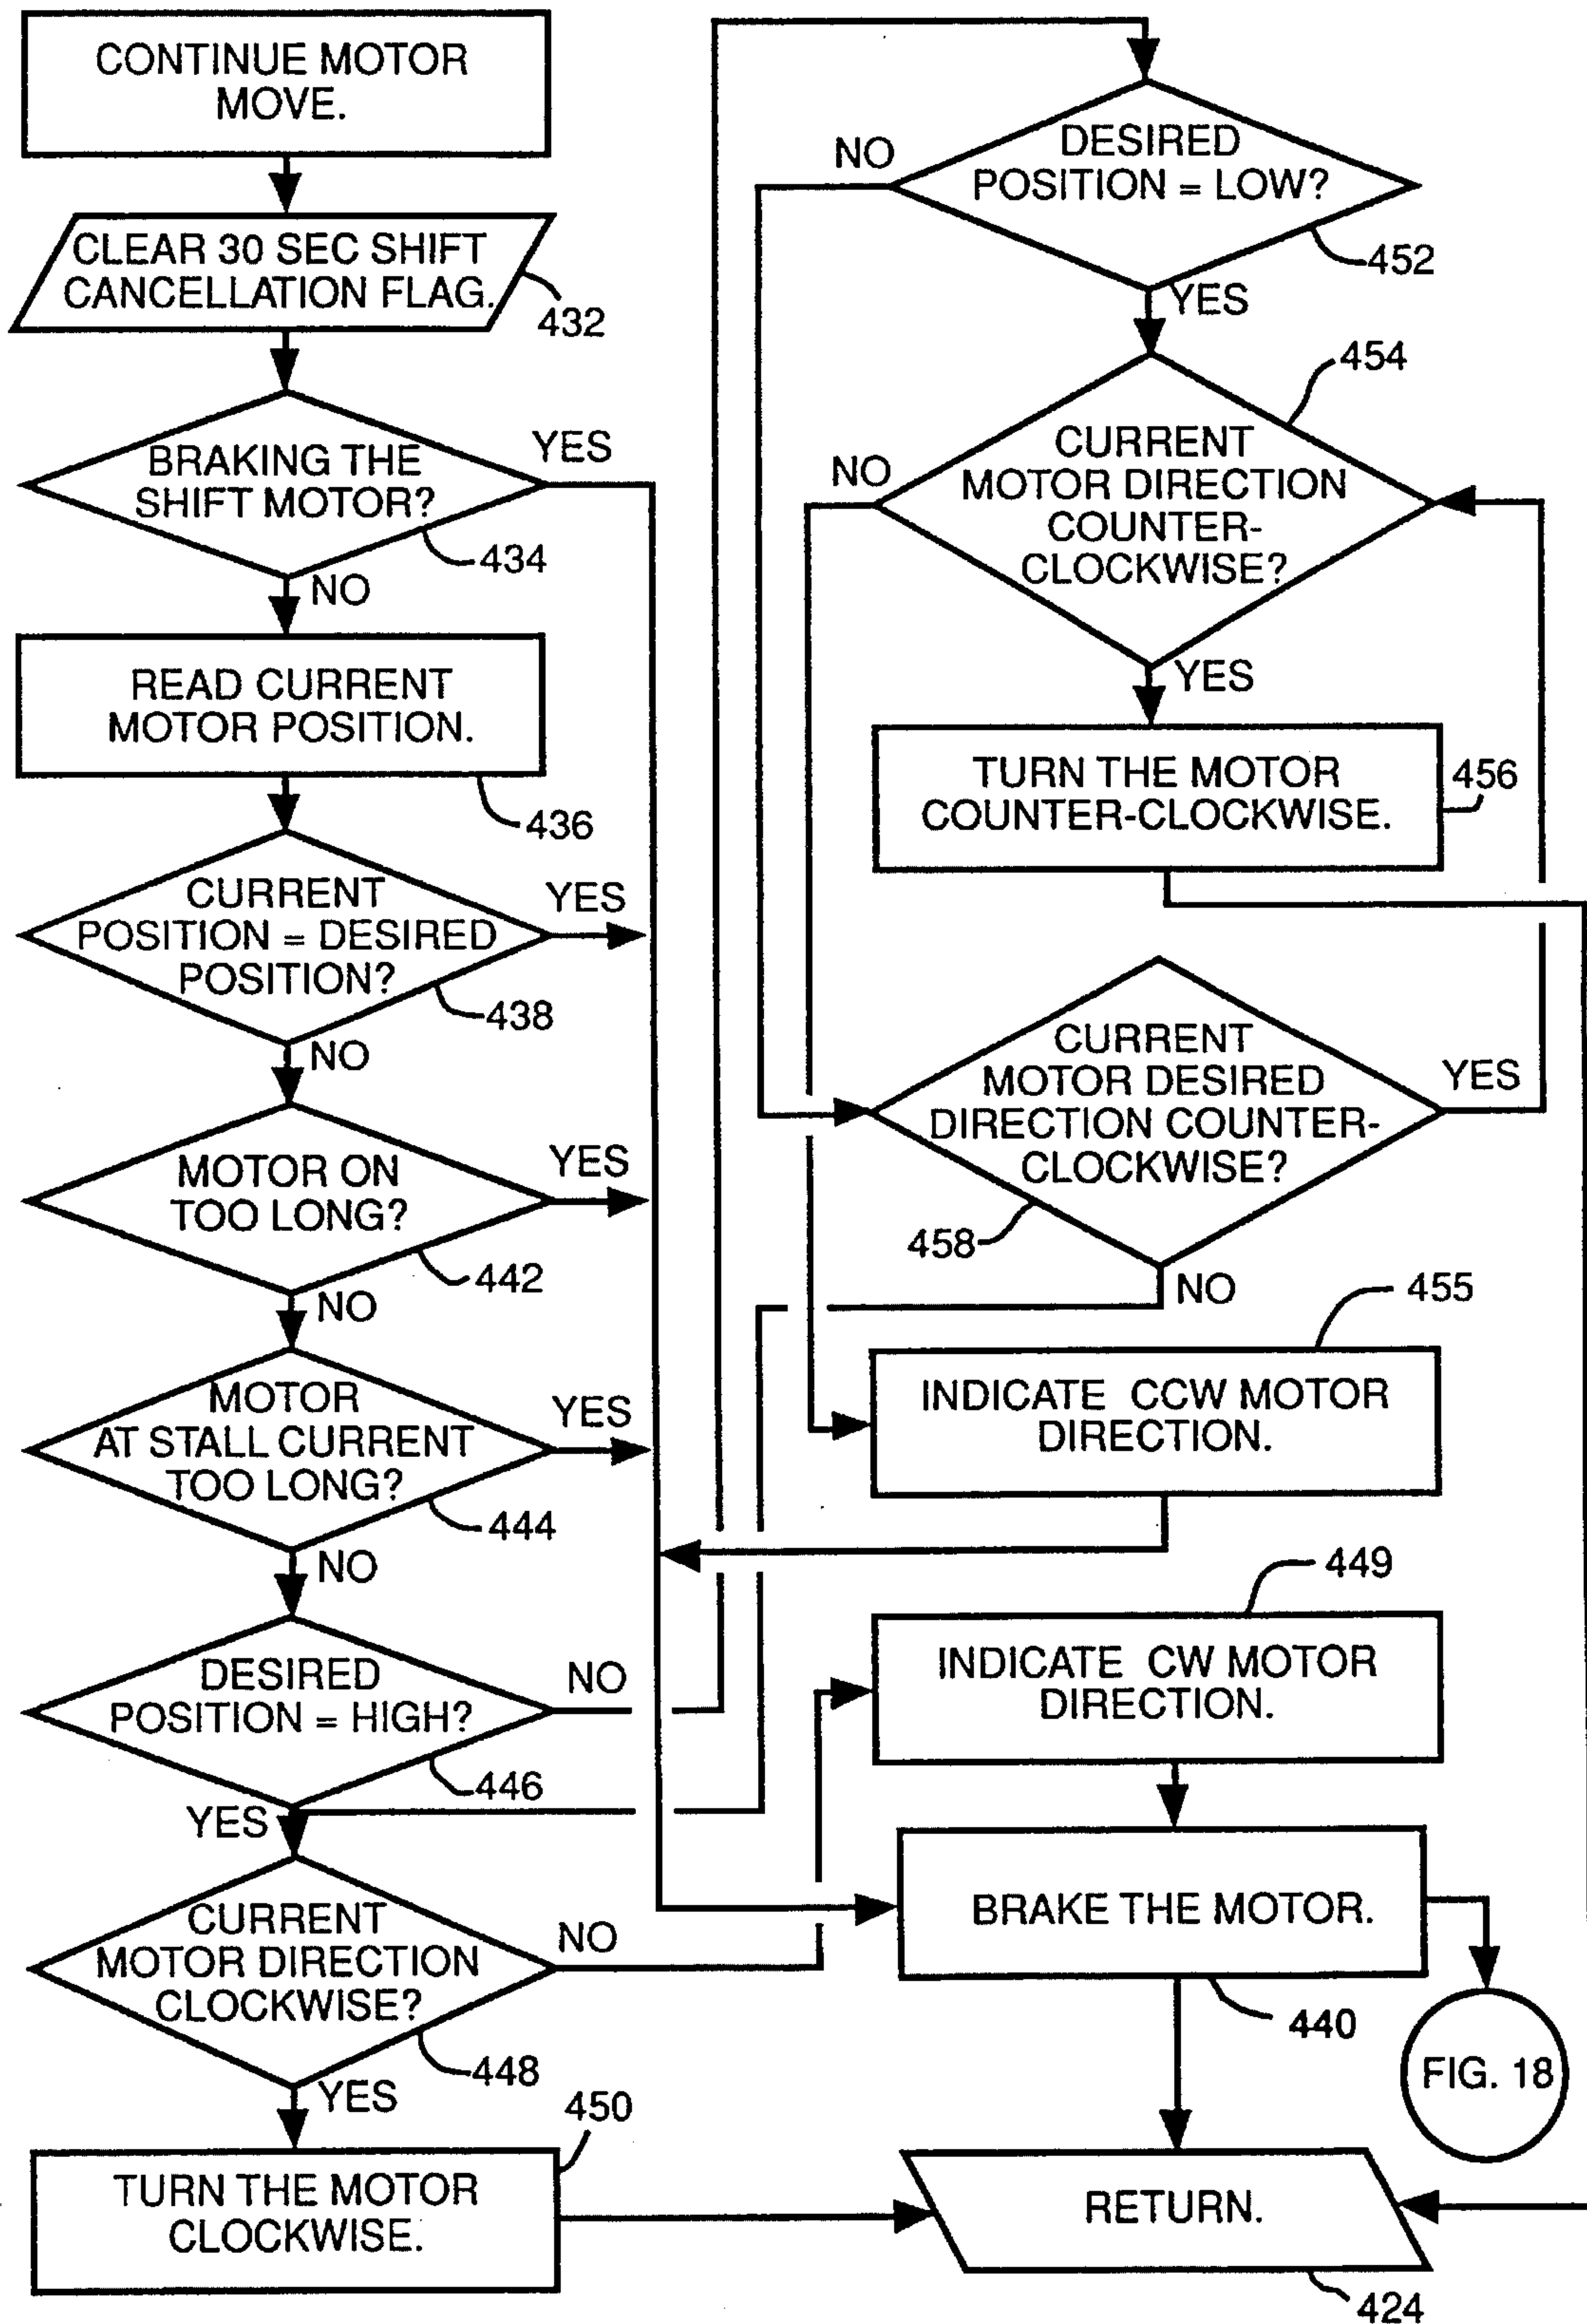 CONTINUE MOTOR
MOVE.
CLEAR 30 SEC SHIFT
CANCELLATION FLAG.
432
BRAKING THE
SHIFT MOTOR?
YES
434
NO
READ CURRENT
MOTOR POSITION.
436
CURRENT
POSITION = DESIRED
POSITION?
YES
438
NO
MOTOR ON
TOO LONG?
YES
442
NO
MOTOR
AT STALL CURRENT
TOO LONG?
YES
444
NO
DESIRED
POSITION = HIGH?
NO
446
YES
CURRENT
MOTOR DIRECTION
CLOCKWISE?
NO
448
YES
450
TURN THE MOTOR
CLOCKWISE.
DESIRED
POSITION = LOW?
NO
452
YES
454
CURRENT
MOTOR DIRECTION
COUNTER-
CLOCKWISE?
NO
YES
TURN THE MOTOR
COUNTER-CLOCKWISE.
456
CURRENT
MOTOR DESIRED
DIRECTION COUNTER-
CLOCKWISE?
YES
458
NO
455
INDICATE CCW MOTOR
DIRECTION.
449
INDICATE CW MOTOR
DIRECTION.
BRAKE THE MOTOR.
440
FIG. 18
RETURN.
424